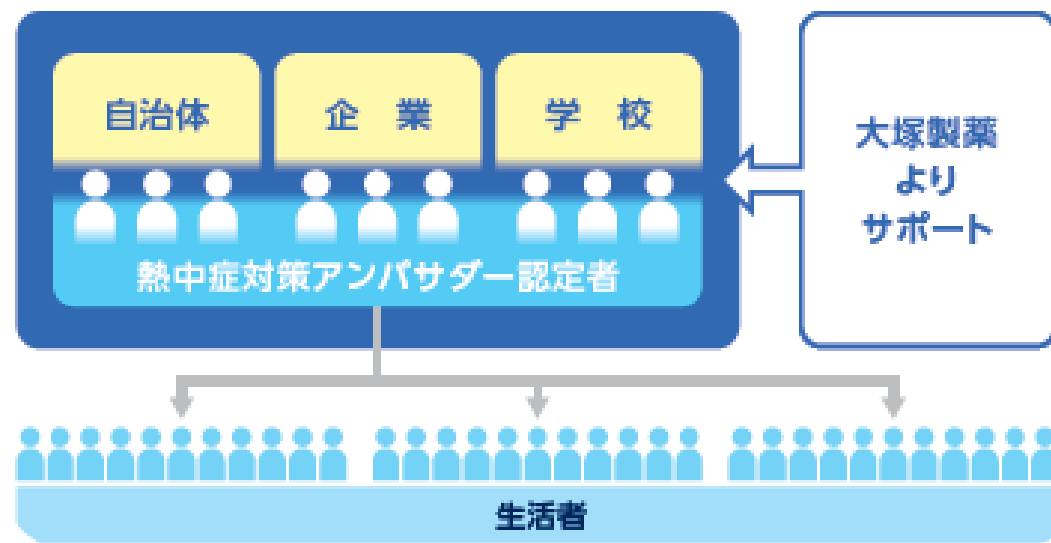 自治体
企 業
学 校
熱中症対策アンバサダー認定者
大塚製薬
より
サポート
生活者